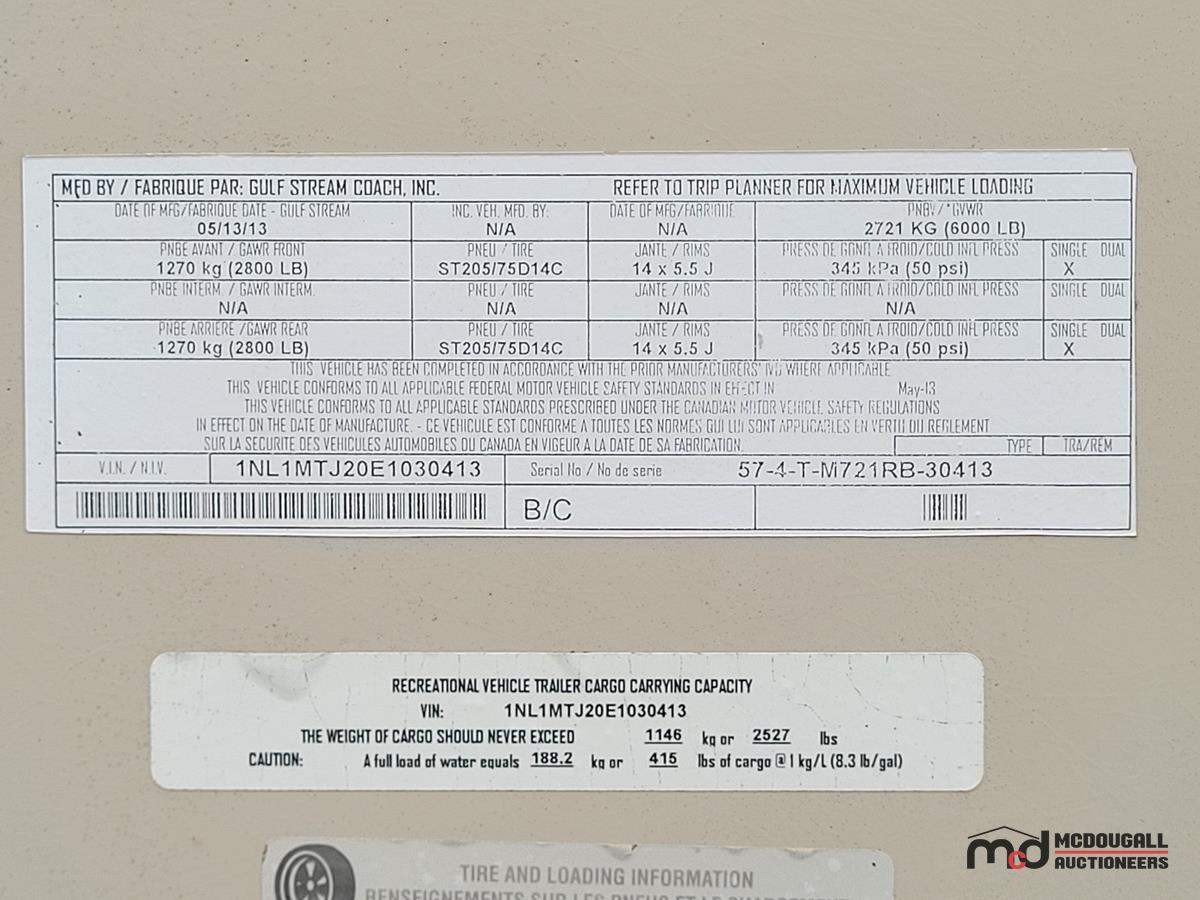 MFD BY / FABRIQUE PAR: GULF STREAM COACH, INC. REFER TO TRIP PLANNER FOR MAXIMUM VEHICLE LOADING
DATE OF MFG/FABRIQUE DATE - GULF STREAM INC. VEH. MFD. BY: DATE OF MFG/FABRIQUE PNBV/*GVWR
05/13/13 N/A N/A 2721 KG (6000 LB)
PNBE AVANT / GAWR FRONT PNEU / TIRE JANTE / RIMS PRESS DE GONFL A FROID/COLD INFL PRESS SINGLE DUAL
1270 kg (2800 LB) ST205/75D14C 14 x 5.5 J 345 kPa (50 psi) X
PNBE INTERM. / GAWR INTERM. PNEU / TIRE JANTE / RIMS PRESS DE GONFL A FROID/COLD INFL PRESS SINGLE DUAL
N/A N/A N/A N/A
PNBE ARRIERE /GAWR REAR PNEU / TIRE JANTE / RIMS PRESS DE GONFL A FROID/COLD INFL PRESS SINGLE DUAL
1270 kg (2800 LB) ST205/75D14C 14 x 5.5 J 345 kPa (50 psi) X
THIS VEHICLE HAS BEEN COMPLETED IN ACCORDANCE WITH THE PRIOR MANUFACTURERS' IVD WHERE APPLICABLE
THIS VEHICLE CONFORMS TO ALL APPLICABLE FEDERAL MOTOR VEHICLE SAFETY STANDARDS IN EFFECT IN May-13
THIS VEHICLE CONFORMS TO ALL APPLICABLE STANDARDS PRESCRIBED UNDER THE CANADIAN MOTOR VEHICLE SAFETY REGULATIONS
IN EFFECT ON THE DATE OF MANUFACTURE. - CE VEHICULE EST CONFORME A TOUTES LES NORMES QUI LUI SONT APPLICABLES EN VERTU DU REGLEMENT
SUR LA SECURITE DES VEHICULES AUTOMOBILES DU CANADA EN VIGEUR A LA DATE DE SA FABRICATION. TYPE TRA/REM
V.I.N. / N.I.V. 1NL1MTJ20E1030413 Serial No / No de serie 57-4-T-M721RB-30413
B/C
RECREATIONAL VEHICLE TRAILER CARGO CARRYING CAPACITY
VIN: 1NL1MTJ20E1030413
THE WEIGHT OF CARGO SHOULD NEVER EXCEED 1146 kg or 2527 lbs
CAUTION: A full load of water equals 188.2 kg or 415 lbs of cargo @ 1 kg/L (8.3 lb/gal)
TIRE AND LOADING INFORMATION
RENSEIGNEMENTS SUR LES PNEUS ET LE CHARGEMENT
mcd MCDOUGALL
AUCTIONEERS